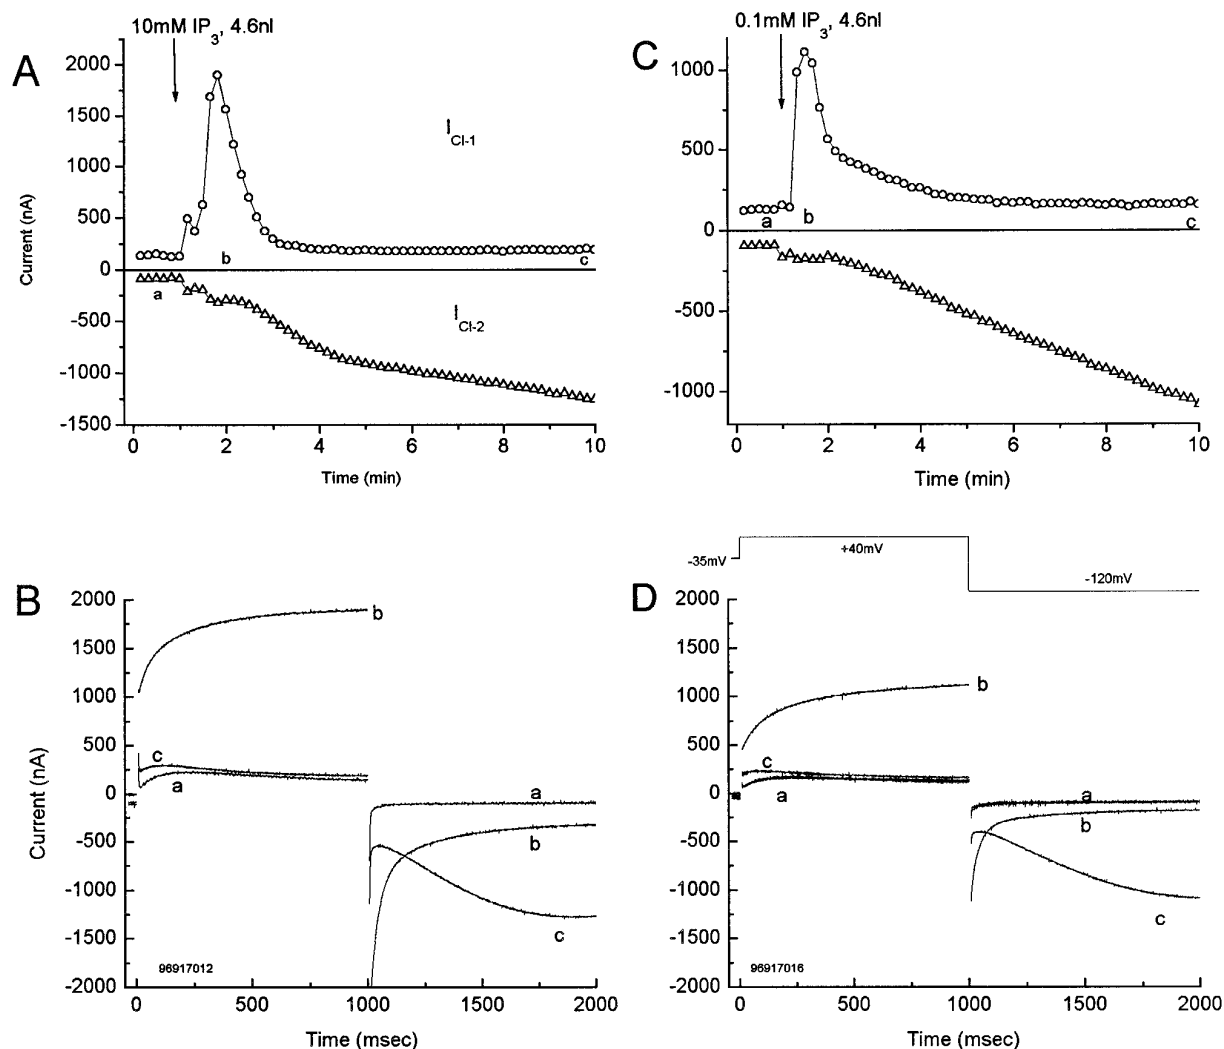 A
10mM IP3, 4.6nl
2000
1500
1000
500
0
-500
-1000
-1500
Current (nA)
ICl-1
ICl-2
a
b
c
0 2 4 6 8 10
Time (min)
C
0.1mM IP3, 4.6nl
1000
500
0
-500
-1000
a
b
c
0 2 4 6 8 10
Time (min)
B
2000
1500
1000
500
0
-500
-1000
-1500
-2000
Current (nA)
b
c
a
a
b
c
96917012
0 500 1000 1500 2000
Time (msec)
-35mV
+40mV
-120mV
D
2000
1500
1000
500
0
-500
-1000
-1500
-2000
b
c
a
a
b
c
96917016
0 500 1000 1500 2000
Time (msec)